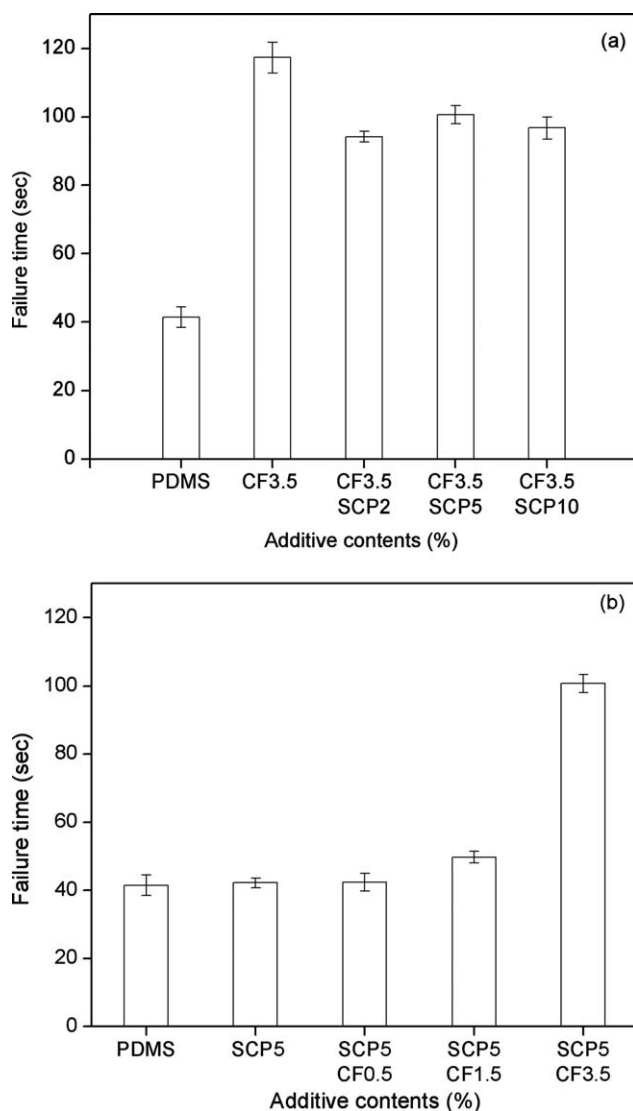 (a)
120
100
80
60
40
20
0
Failure time (sec)
PDMS CF3.5 CF3.5 CF3.5 CF3.5
SCP2 SCP5 SCP10
Additive contents (%)
(b)
120
100
80
60
40
20
0
Failure time (sec)
PDMS SCP5 SCP5 SCP5 SCP5
CF0.5 CF1.5 CF3.5
Additive contents (%)